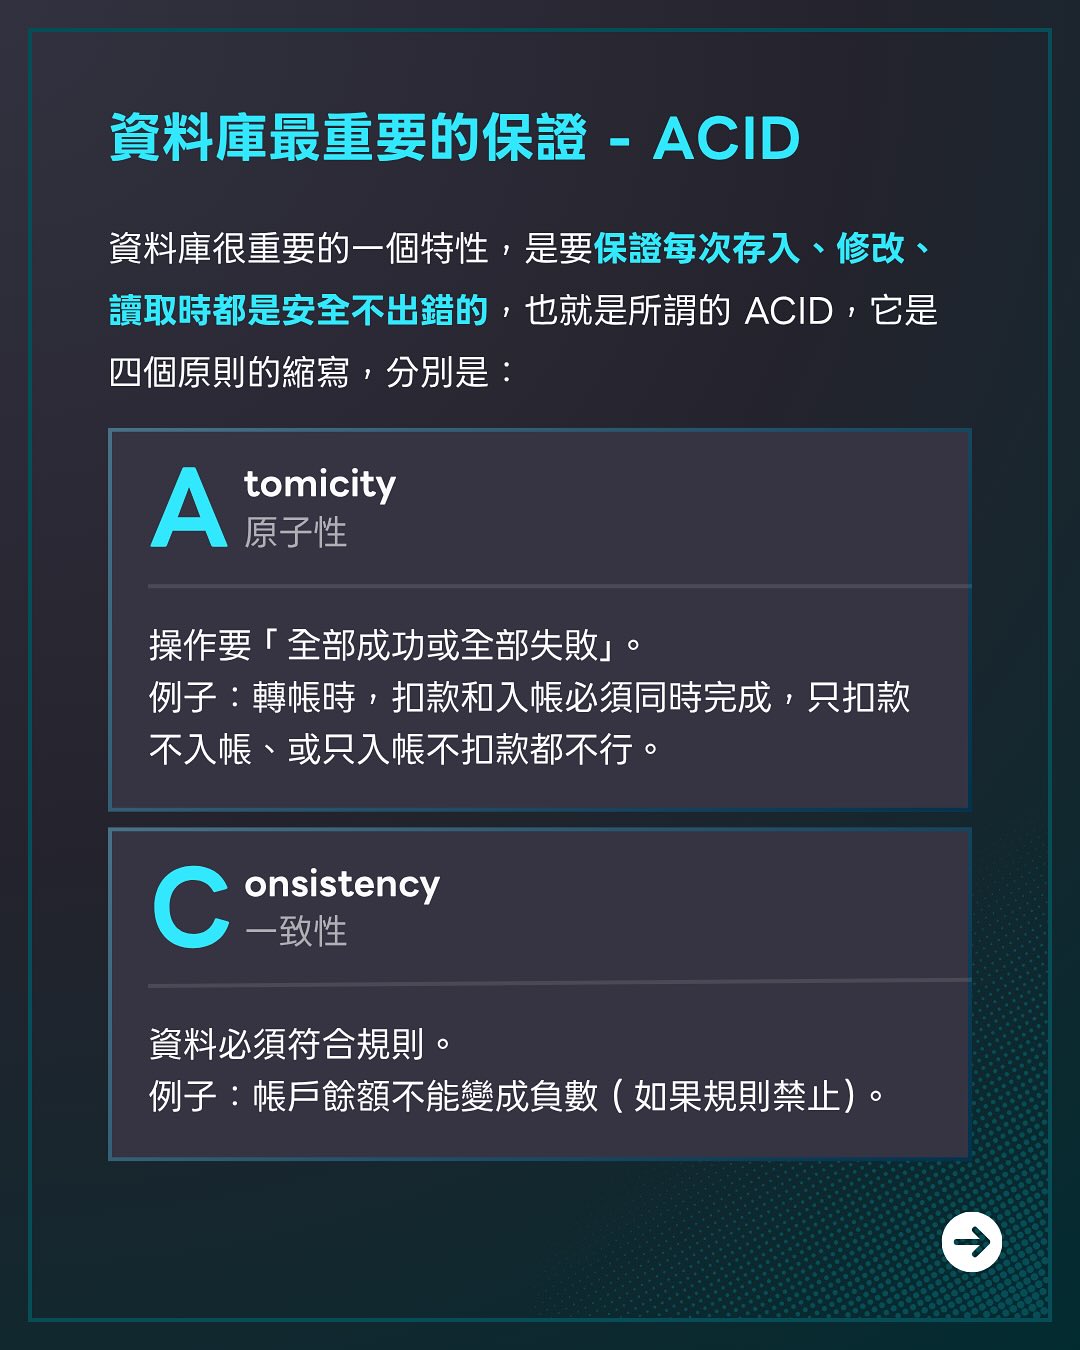 資料庫最重要的保證 - ACID
資料庫很重要的一個特性，是要保證每次存入、修改、
讀取時都是安全不出錯的，也就是所謂的 ACID，它是
四個原則的縮寫，分別是：
Atomicity
原子性
操作要「全部成功或全部失敗」。
例子：轉帳時，扣款和入帳必須同時完成，只扣款
不入帳、或只入帳不扣款都不行。
Consistency
一致性
資料必須符合規則。
例子：帳戶餘額不能變成負數（如果規則禁止）。